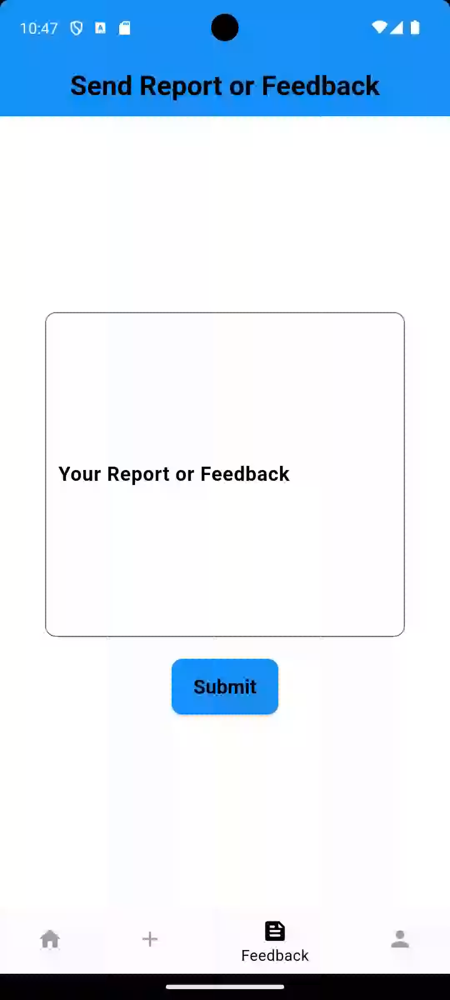 10:47
Send Report or Feedback
Your Report or Feedback
Submit
Feedback